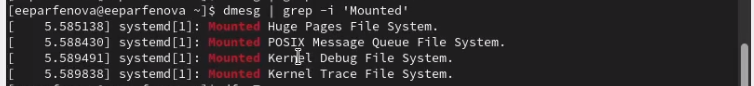 [eeparfenova@eeparfenova ~]$ dmesg | grep -i 'Mounted'
[    5.585138] systemd[1]: Mounted Huge Pages File System.
[    5.588430] systemd[1]: Mounted POSIX Message Queue File System.
[    5.589491] systemd[1]: Mounted Kernel Debug File System.
[    5.589838] systemd[1]: Mounted Kernel Trace File System.